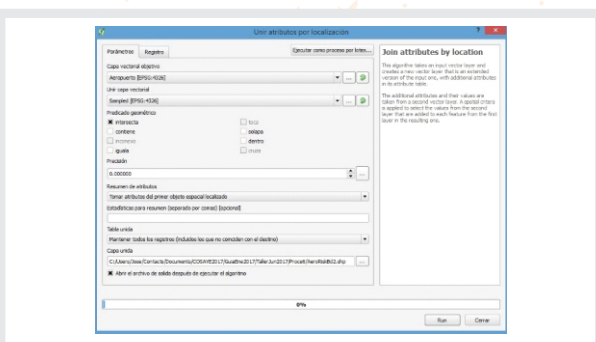 Unir atributos por localización
Parámetros Registro Ejecutar como proceso por lotes...
Capa vectorial objetivo
Aeropuerto [EPSG:4326]
Unir capa vectorial
[EPSG:4326]
Predicado geométrico
intersecta toca
contiene solapa
dentro
iguala cruza
Precisión
0.000000
Resumen de atributos
Tomar atributos del primer objeto espacial localizado
Estadísticas para resumen (separado por comas) [opcional]
Tabla unida
Mantener todos los registros (incluidos los que no coinciden con el destino)
Capa unida
Abrir el archivo de salida después de ejecutar el algoritmo
Join attributes by location
The algorithm takes an input vector layer and
creates a new vector layer that is an extended
version of the input one, with additional attributes
in its attribute table.
The additional attributes and their values are
taken from a second vector layer. A spatial criteria
is applied to select the values from the second
layer that are added to each feature from the first
layer in the resulting one.
0%
Run Cerrar